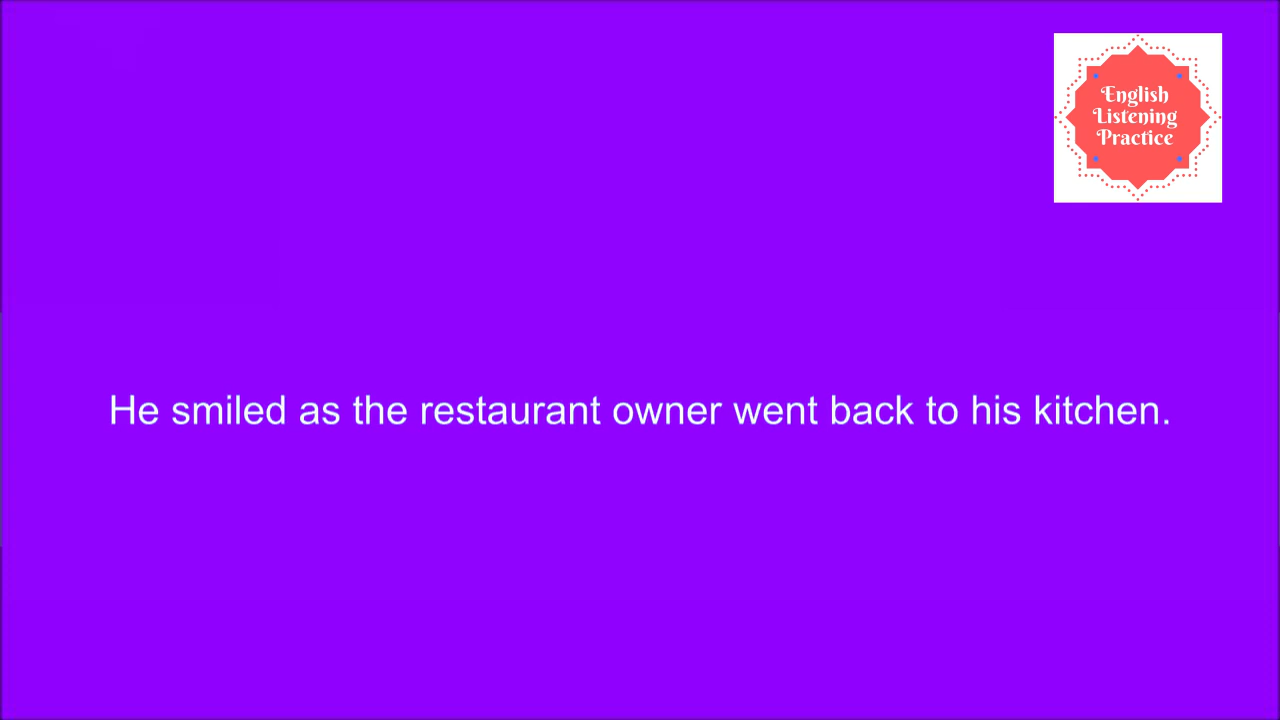 English
Listening
Practice
He smiled as the restaurant owner went back to his kitchen.